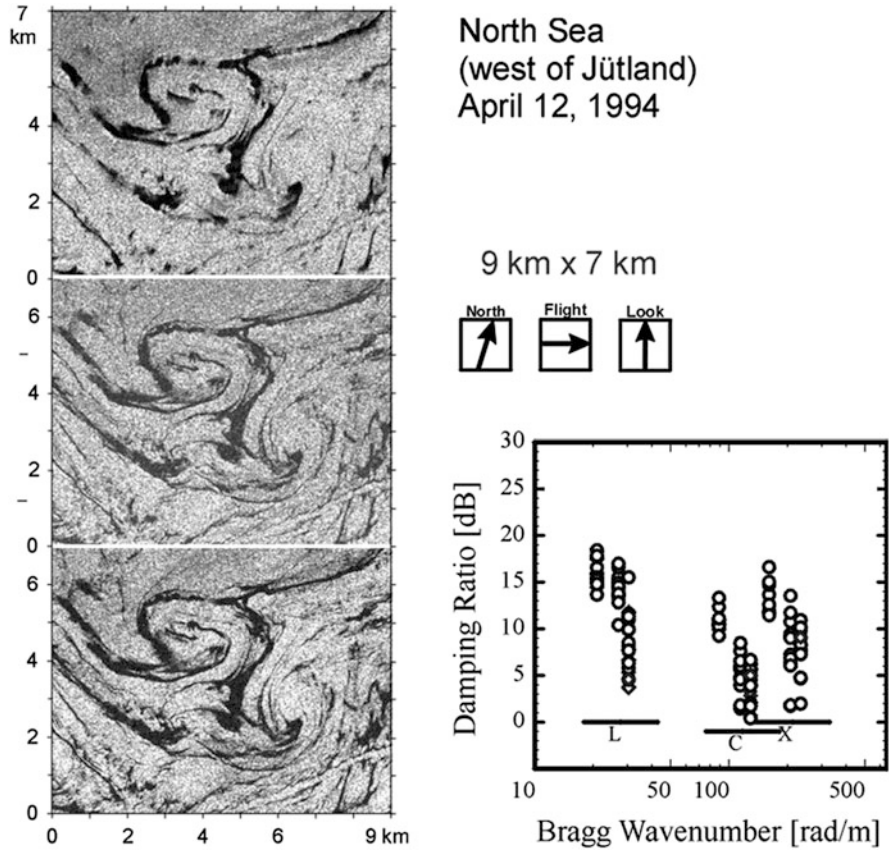 7
km
4
2
0
6
4
2
0
6
4
2
0
0 2 4 6 9 km
North Sea
(west of Jütland)
April 12, 1994
9 km x 7 km
North Flight Look
30
25
20
15
10
5
0
Damping Ratio [dB]
L C X
10 50 100 500
Bragg Wavenumber [rad/m]